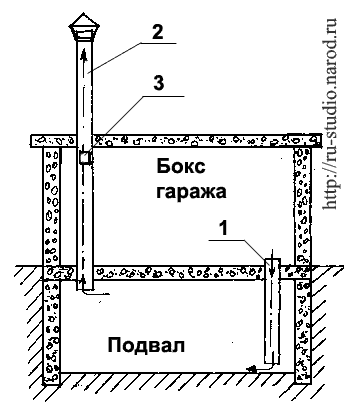 2
3
Бокс
гаража
1
Подвал
http://ru-studio.narod.ru